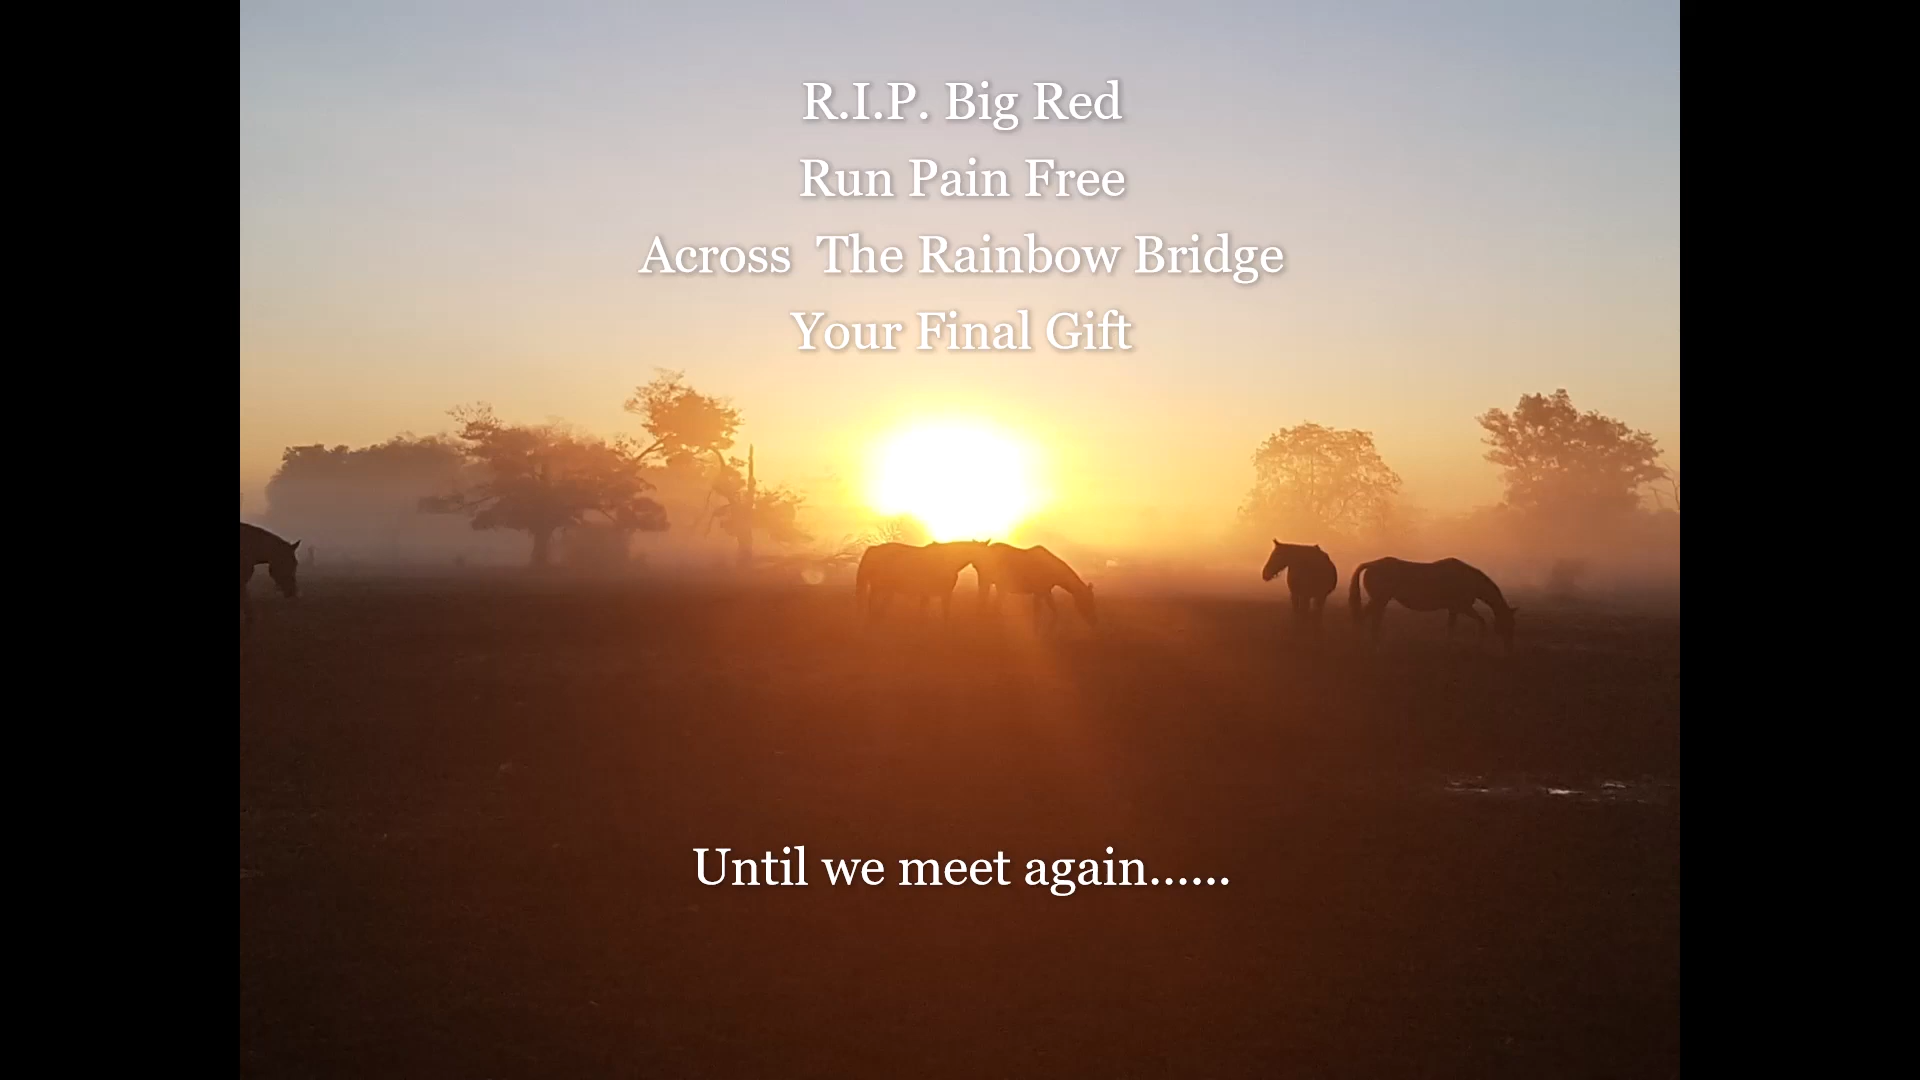 R.I.P. Big Red
Run Pain Free
Across  The Rainbow Bridge
Your Final Gift
Until we meet again......